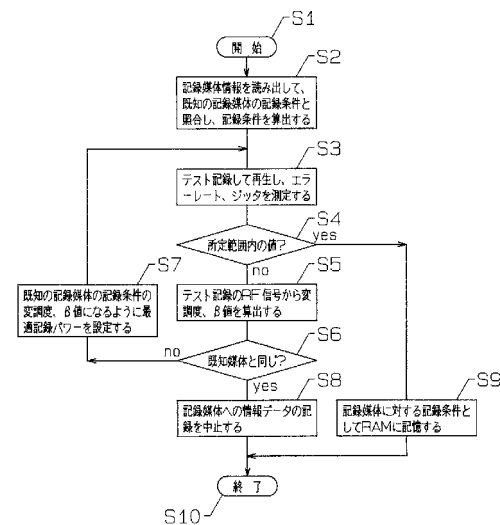 S1
開 始
S2
記録媒体情報を読み出して、
既知の記録媒体の記録条件と
照合し、記録条件を算出する
S3
テスト記録して再生し、エラ
ーレート、ジッタを測定する
S4
所定範囲内の値?
yes
no
S5
テスト記録のRF信号から変
調度、β値を算出する
S6
既知媒体と同じ?
no
yes
S7
既知の記録媒体の記録条件の
変調度、β値になるように最
適記録パワーを設定する
S8
記録媒体への情報データの記
録を中止する
S9
記録媒体に対する記録条件と
してRAMに記憶する
終 了
S10